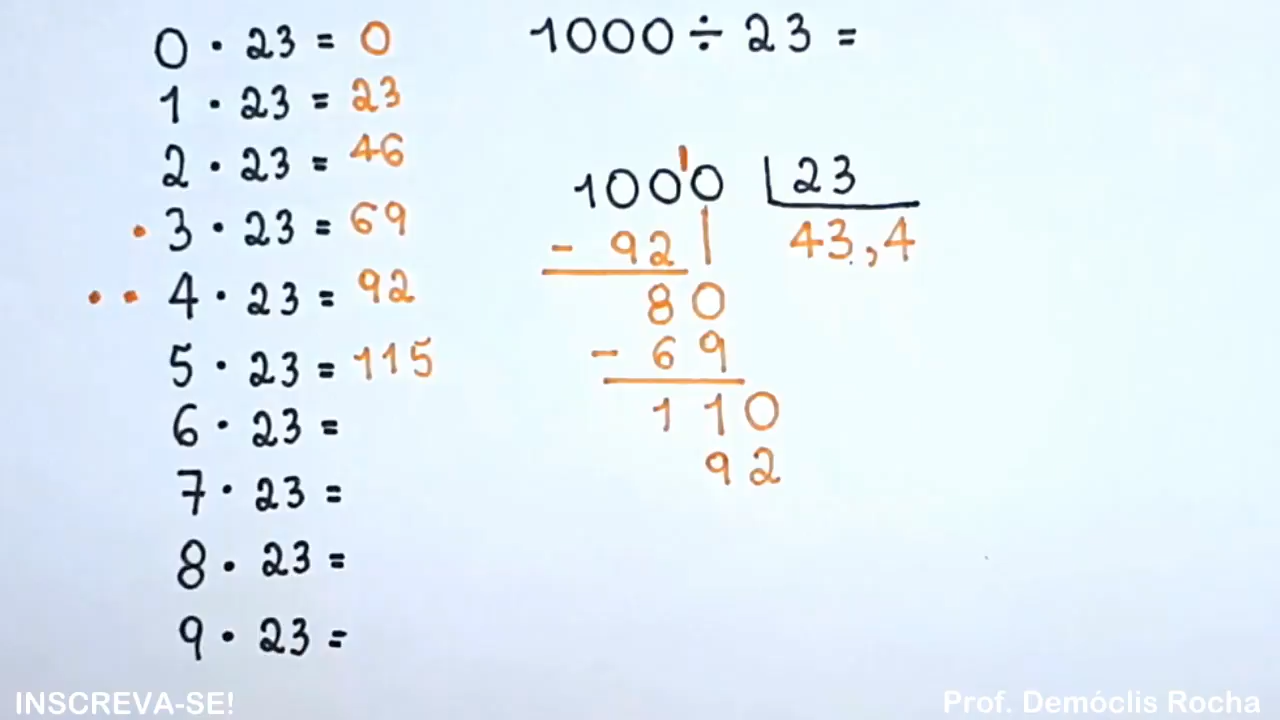 0 · 23 = 0
1 · 23 = 23
2 · 23 = 46
· 3 · 23 = 69
· · 4 · 23 = 92
5 · 23 = 115
6 · 23 =
7 · 23 =
8 · 23 =
9 · 23 =
1000 ÷ 23 =
1
1000 23
- 92 43,4
80
- 69
110
92
INSCREVA-SE!
Prof. Demóclis Rocha